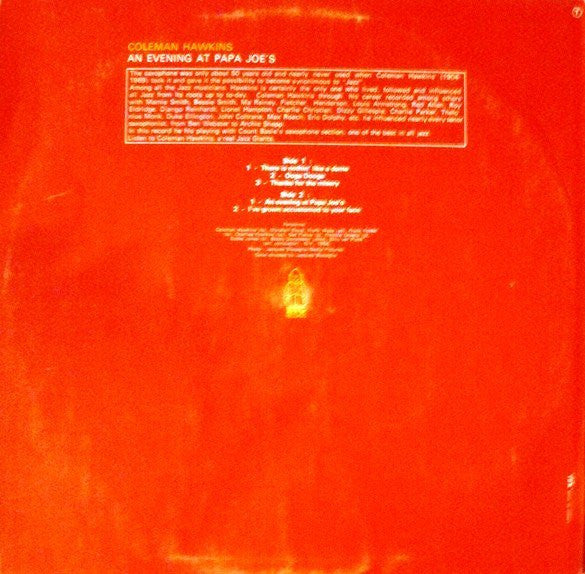 COLEMAN HAWKINS
AN EVENING AT PAPA JOE'S
The saxophone was only about 60 years old and nearly never used when Coleman Hawkins (1904-
1969) took it and gave it the possibility to become synonymous by "Jazz".
Among all the Jazz musicians Hawkins is certainly the only one who lived, followed and influenced
all Jazz from its roots up to to-day. Coleman Hawkins through his career recorded among others
with Mamie Smith, Bessie Smith, Ma Rainey, Fletcher Henderson, Louis Armstrong, Red Allen, Roy
Eldridge, Django Reinhardt, Lionel Hampton, Charlie Christian, Dizzy Gillespie, Charlie Parker, Thelo-
nious Monk, Duke Ellington, John Coltrane, Max Roach, Eric Dolphy, etc. he influenced nearly every tenor
saxophonist, from Ben Webster to Archie Shepp.
In this record he his playing with Count Basie's saxophone section, one of the best in all jazz.
Listen to Coleman Hawkins, a real Jazz Giants.
Side 1
1 - There is nothin' like a dame
2 - Ooga Dooga
3 - Thanks for the misery
Side 2
1 - An evening at Papa Joe's
2 - I've grown accustomed to your face